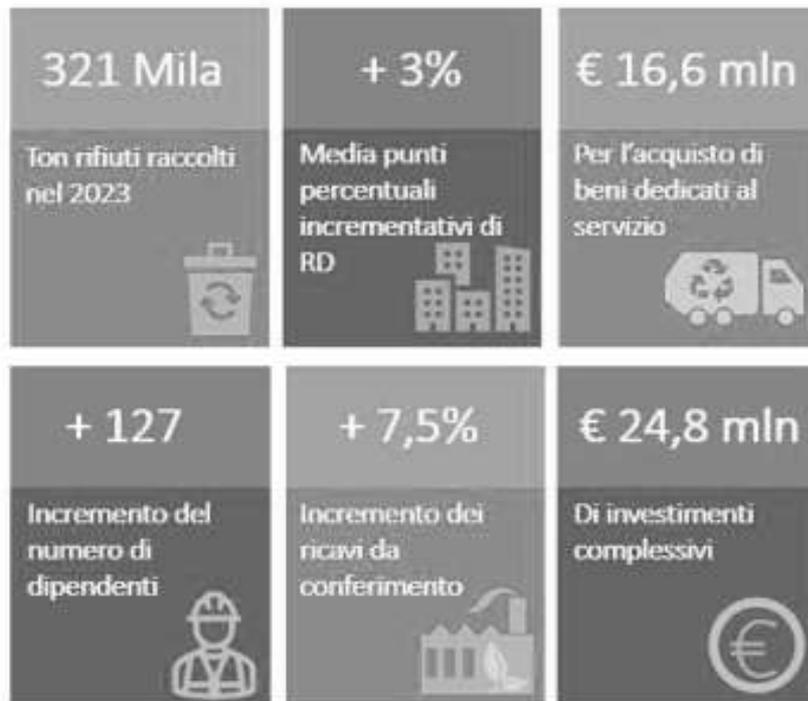 321 Mila
Ton rifiuti raccolti
nel 2023
+ 3%
Media punti
percentuali
incrementativi di
RD
€ 16,6 mln
Per l'acquisto di
beni dedicati al
servizio
+ 127
Incremento del
numero di
dipendenti
+ 7,5%
Incremento dei
ricavi da
conferimento
€ 24,8 mln
Di investimenti
complessivi
€